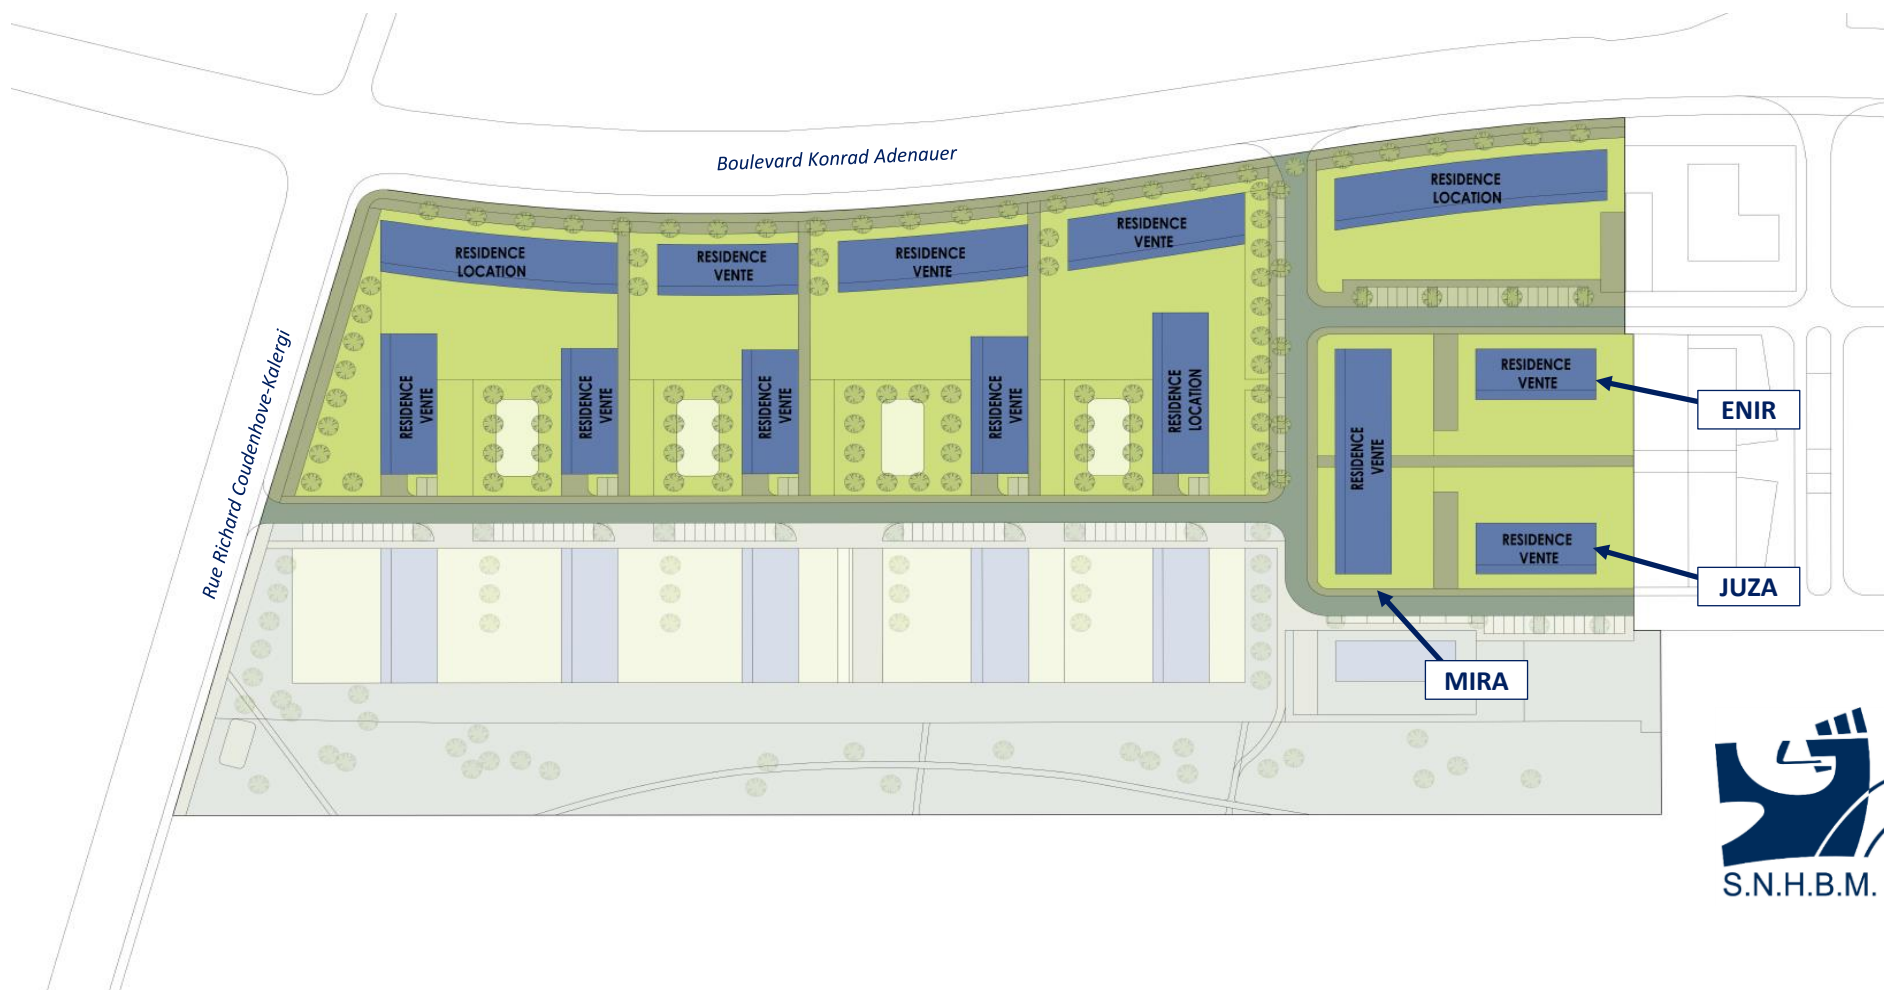 Boulevard Konrad Adenauer
Rue Richard Coudenhove-Kalergi
RESIDENCE
LOCATION
RESIDENCE
VENTE
RESIDENCE
VENTE
RESIDENCE
VENTE
RESIDENCE
LOCATION
RESIDENCE
VENTE
RESIDENCE
VENTE
RESIDENCE
VENTE
RESIDENCE
VENTE
RESIDENCE
LOCATION
RESIDENCE
VENTE
RESIDENCE
VENTE
ENIR
RESIDENCE
VENTE
JUZA
MIRA
S.N.H.B.M.